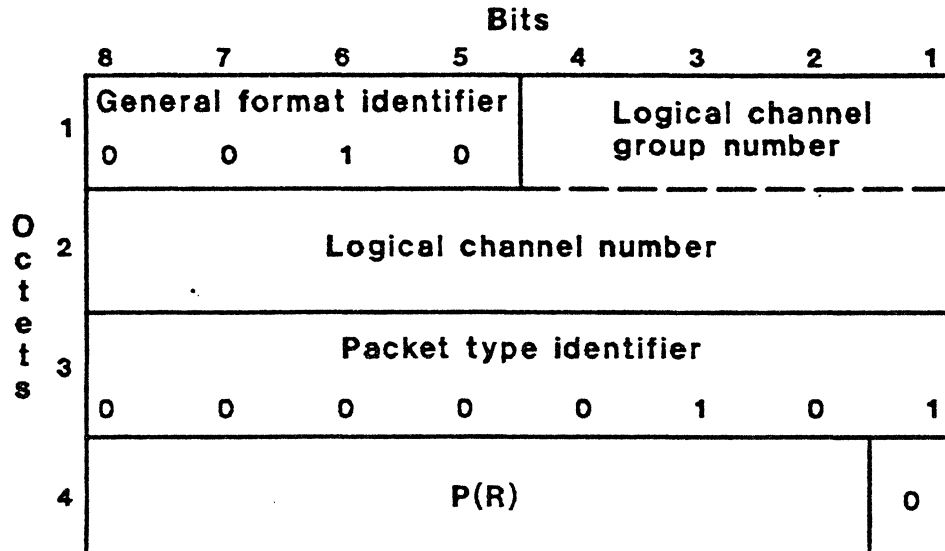 Bits
8 7 6 5 4 3 2 1
General format identifier
Logical channel
group number
1
0 0 1 0
Octets
2
Logical channel number
Packet type identifier
3
0 0 0 0 0 1 0 1
4
P(R)
0